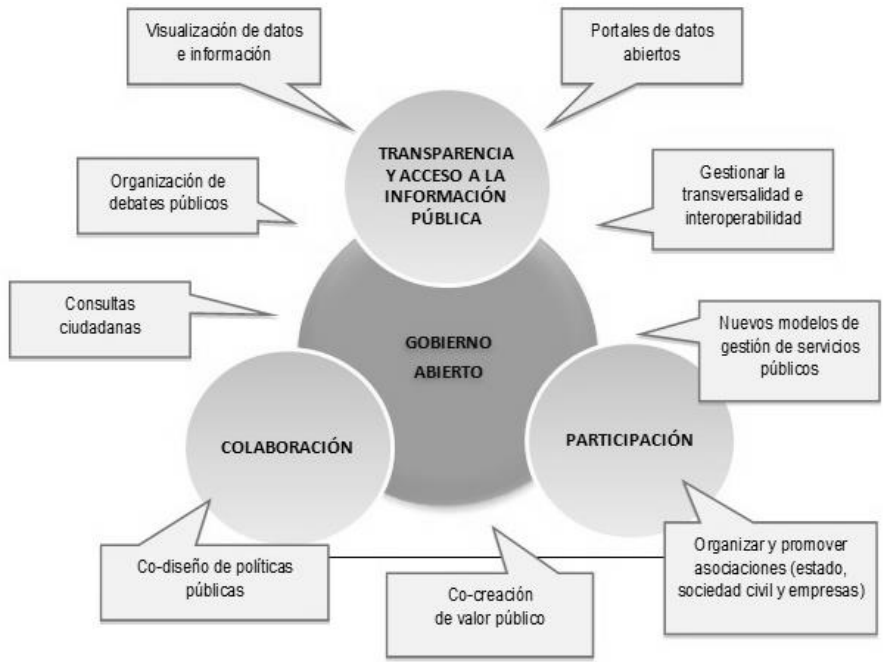 Visualización de datos
e información
Portales de datos
abiertos
TRANSPARENCIA
Y ACCESO A LA
INFORMACIÓN
PÚBLICA
Organización de
debates públicos
Gestionar la
transversalidad e
interoperabilidad
Consultas
ciudadanas
GOBIERNO
ABIERTO
Nuevos modelos de
gestión de servicios
públicos
COLABORACIÓN
PARTICIPACIÓN
Co-diseño de políticas
públicas
Co-creación
de valor público
Organizar y promover
asociaciones (estado,
sociedad civil y empresas)